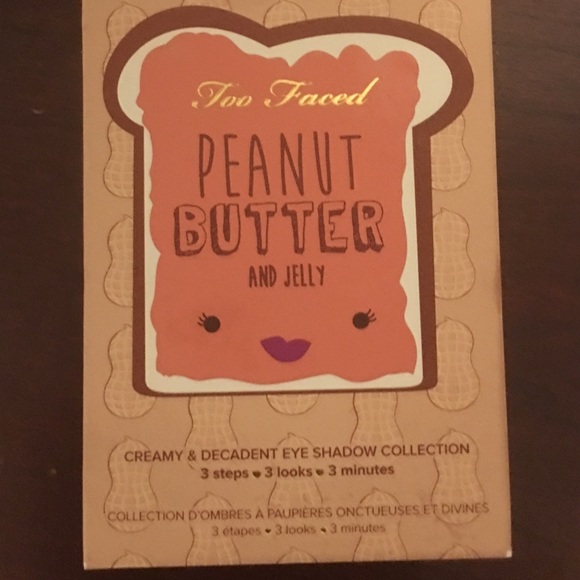 Too Faced
PEANUT
BUTTER
AND JELLY
CREAMY & DECADENT EYE SHADOW COLLECTION
3 steps ♥ 3 looks ♥ 3 minutes
COLLECTION D'OMBRES À PAUPIÈRES ONCTUEUSES ET DIVINES
3 étapes ♥ 3 looks ♥ 3 minutes